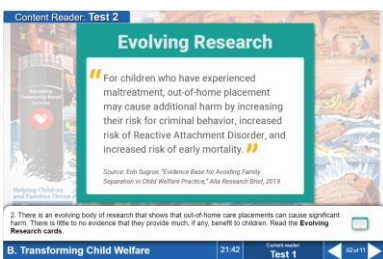 Content Reader: Test 2
Evolving Research
“For children who have experienced
maltreatment, out-of-home placement
may cause additional harm by increasing
their risk for criminal behavior, increased
risk of Reactive Attachment Disorder, and
increased risk of early mortality.”
Source: Erin Sugrue, "Evidence Base for Avoiding Family
Separation in Child Welfare Practice," Alia Research Brief, 2019
Helping Children
and Families Thrive
2. There is an evolving body of research that shows that out-of-home care placements can cause significant
harm. There is little to no evidence that they provide much, if any, benefit to children. Read the Evolving
Research cards.
B. Transforming Child Welfare
21:42
Current reader:
Test 1
02 of 11